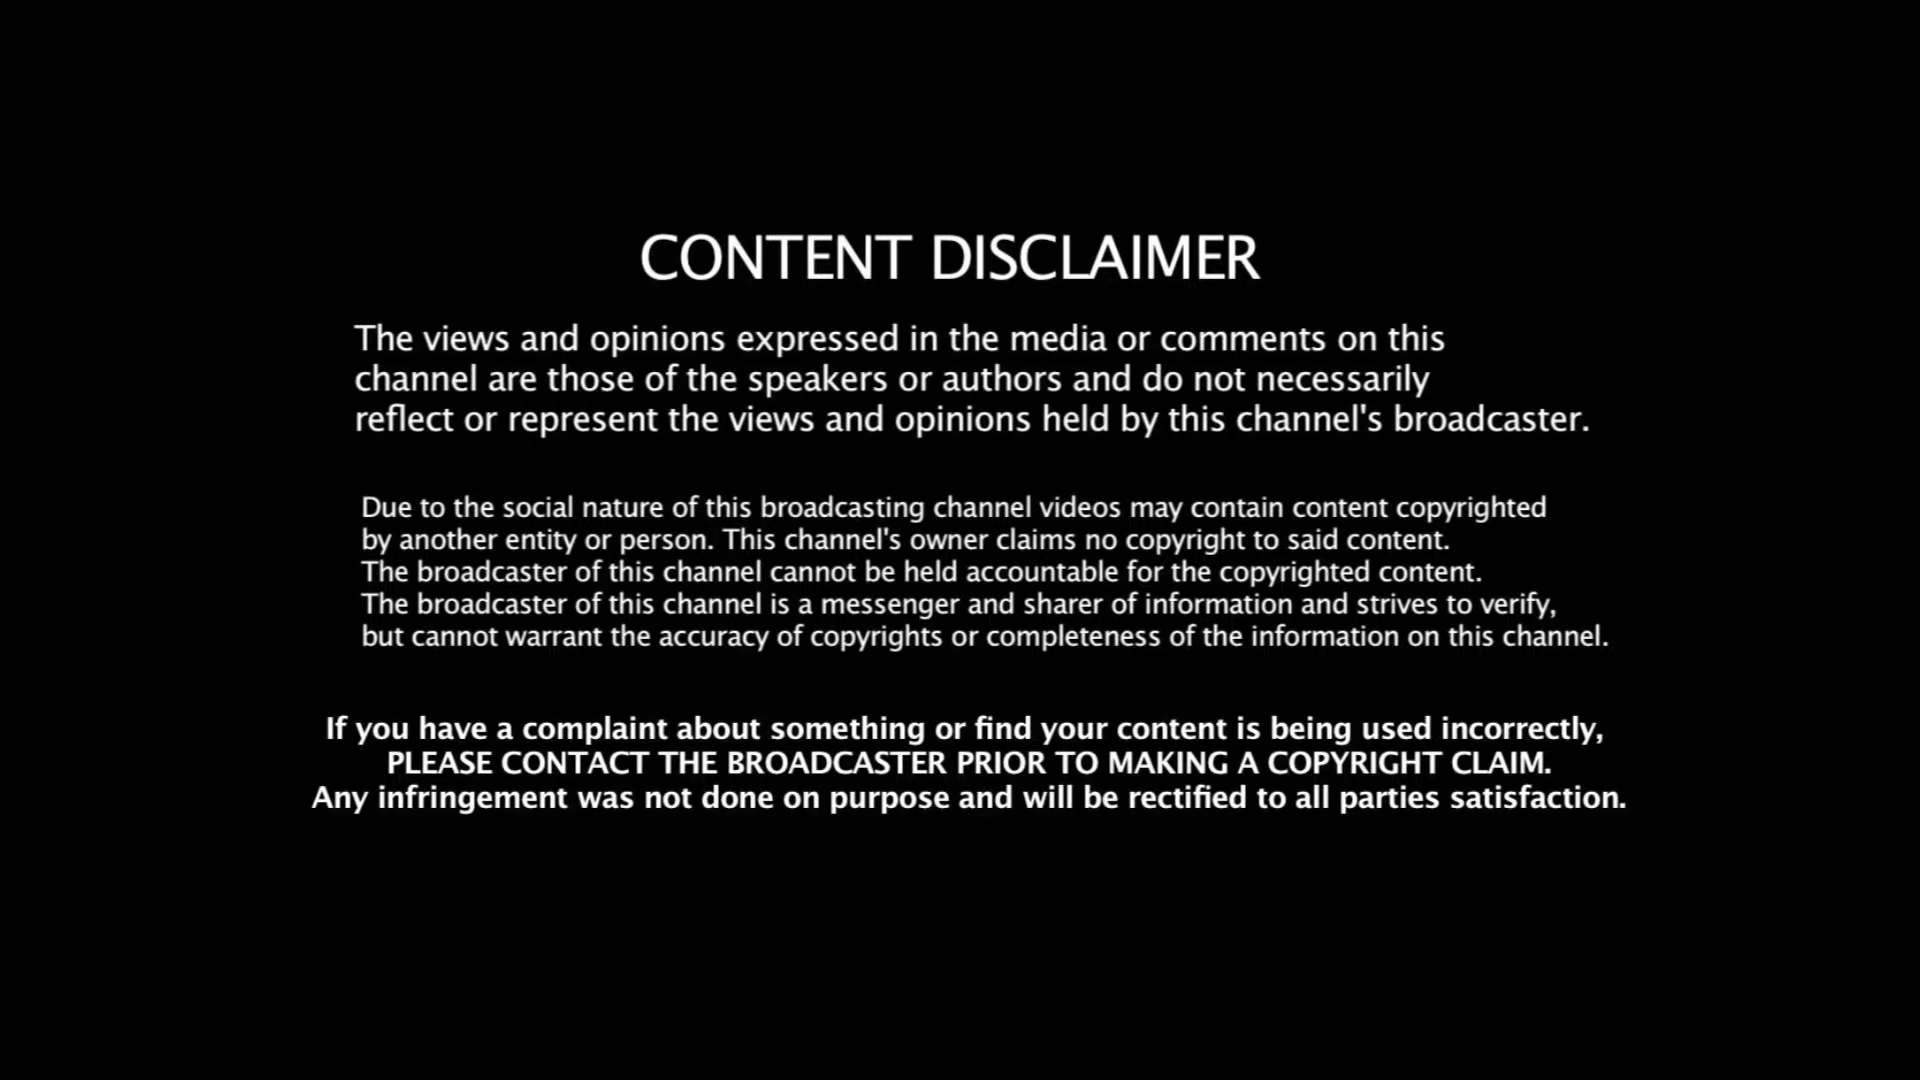 CONTENT DISCLAIMER
The views and opinions expressed in the media or comments on this
channel are those of the speakers or authors and do not necessarily
reflect or represent the views and opinions held by this channel's broadcaster.
Due to the social nature of this broadcasting channel videos may contain content copyrighted
by another entity or person. This channel's owner claims no copyright to said content.
The broadcaster of this channel cannot be held accountable for the copyrighted content.
The broadcaster of this channel is a messenger and sharer of information and strives to verify,
but cannot warrant the accuracy of copyrights or completeness of the information on this channel.
If you have a complaint about something or find your content is being used incorrectly,
PLEASE CONTACT THE BROADCASTER PRIOR TO MAKING A COPYRIGHT CLAIM.
Any infringement was not done on purpose and will be rectified to all parties satisfaction.